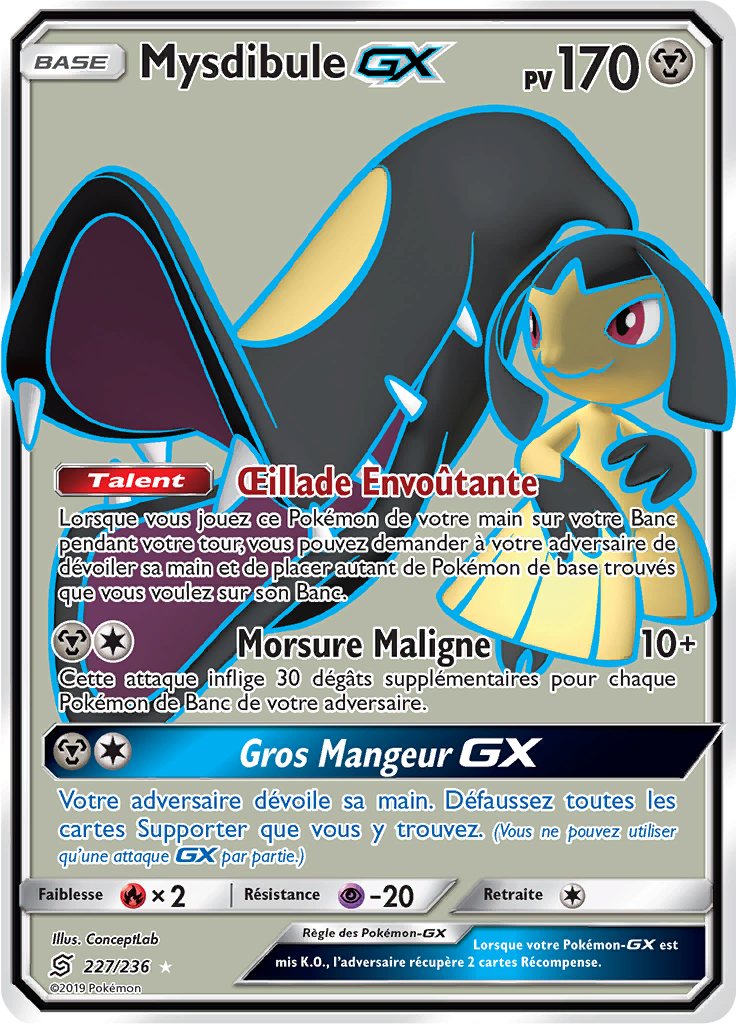 BASE Mysdibule GX PV 170
Talent Œillade Envoûtante
Lorsque vous jouez ce Pokémon de votre main sur votre Banc
pendant votre tour, vous pouvez demander à votre adversaire de
dévoiler sa main et de placer autant de Pokémon de base trouvés
que vous voulez sur son Banc.
Morsure Maligne 10+
Cette attaque inflige 30 dégâts supplémentaires pour chaque
Pokémon de Banc de votre adversaire.
Gros Mangeur GX
Votre adversaire dévoile sa main. Défaussez toutes les
cartes Supporter que vous y trouvez. (Vous ne pouvez utiliser
qu'une attaque GX par partie.)
Faiblesse ×2 Résistance -20 Retraite
Illus. ConceptLab
227/236
©2019 Pokémon
Règle des Pokémon-GX
Lorsque votre Pokémon-GX est
mis K.O., l'adversaire récupère 2 cartes Récompense.